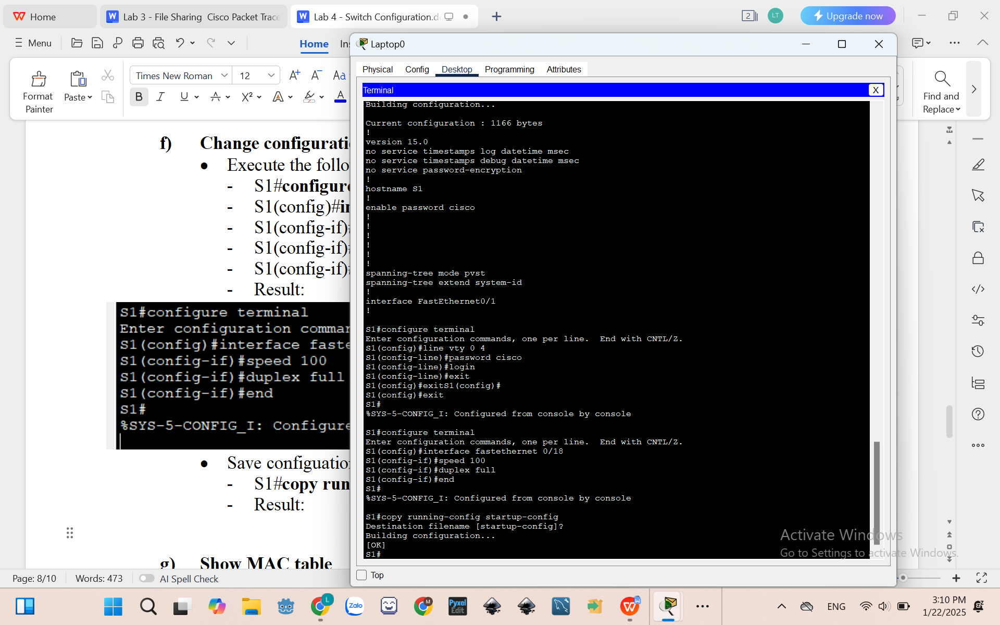 Home
Lab 3 - File Sharing Cisco Packet Trace
Lab 4 - Switch Configuration.d
2
LT
Upgrade now
Menu
Home
Laptop0
Format
Painter
Paste
Times New Roman
12
Find and
Replace
Physical
Config
Desktop
Programming
Attributes
Terminal
X
f) Change configurati
Execute the follo
- S1#configure
- S1(config)#in
- S1(config-if)#
- S1(config-if)#
- S1(config-if)#
- Result:
S1#configure terminal
Enter configuration comman
S1(config)#interface faste
S1(config-if)#speed 100
S1(config-if)#duplex full
S1(config-if)#end
S1#
%SYS-5-CONFIG_I: Configure
Save configuatio
- S1#copy run
- Result:
g) Show MAC table
Building configuration...
Current configuration : 1166 bytes
!
version 15.0
no service timestamps log datetime msec
no service timestamps debug datetime msec
no service password-encryption
!
hostname S1
!
enable password cisco
!
!
!
!
!
!
spanning-tree mode pvst
spanning-tree extend system-id
!
interface FastEthernet0/1
!
S1#configure terminal
Enter configuration commands, one per line.  End with CNTL/Z.
S1(config)#line vty 0 4
S1(config-line)#password cisco
S1(config-line)#login
S1(config-line)#exit
S1(config)#exitS1(config)#
S1(config)#exit
S1#
%SYS-5-CONFIG_I: Configured from console by console
S1#configure terminal
Enter configuration commands, one per line.  End with CNTL/Z.
S1(config)#interface fastethernet 0/18
S1(config-if)#speed 100
S1(config-if)#duplex full
S1(config-if)#end
S1#
%SYS-5-CONFIG_I: Configured from console by console
S1#copy running-config startup-config
Destination filename [startup-config]?
Building configuration...
[OK]
S1#
Activate Windows
Go to Settings to activate Windows.
Top
Page: 8/10
Words: 473
AI Spell Check
L
Zalo
M
Pyxel
Edit
ENG
3:10 PM
1/22/2025